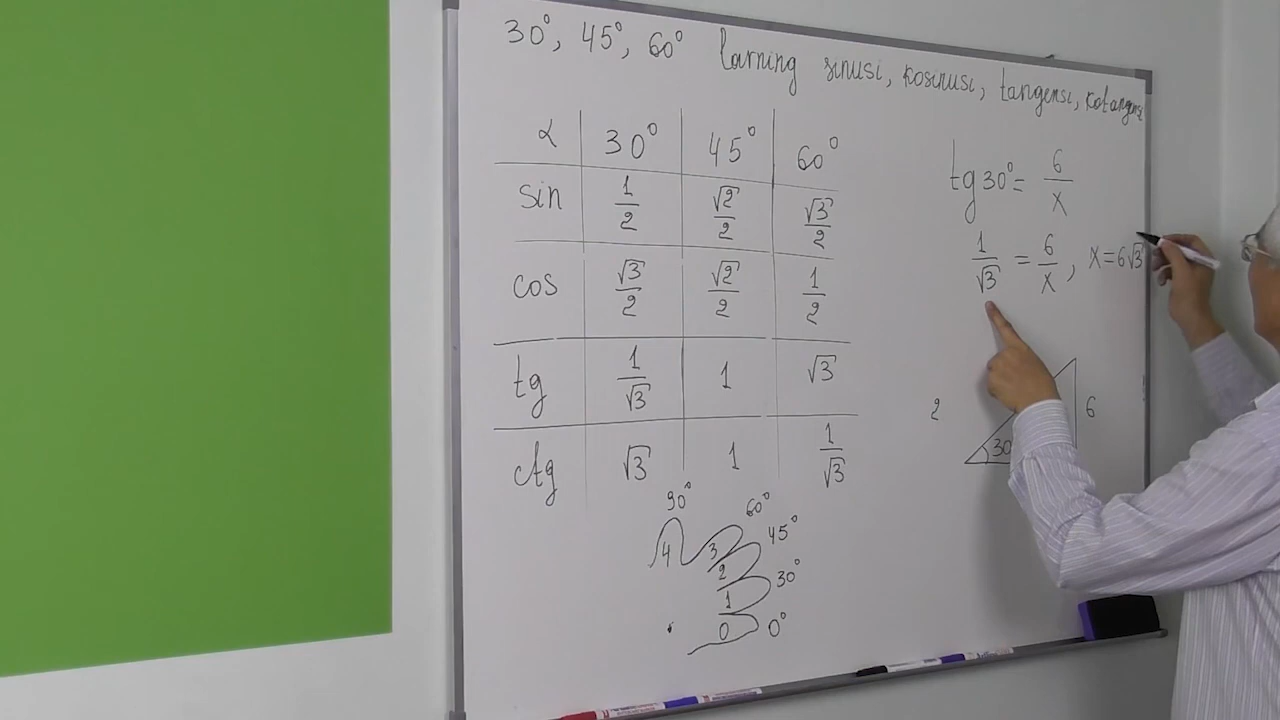 30°, 45°, 60° larning sinusi, kosinusi, tangensi, kotangensi
α 30° 45° 60°
sin 1/2 √2/2 √3/2
cos √3/2 √2/2 1/2
tg 1/√3 1 √3
ctg √3 1 1/√3
90° 60° 45° 30° 0°
4 3 2 1 0
tg 30° = 6/x
1/√3 = 6/x, x=6√3
2 6
30